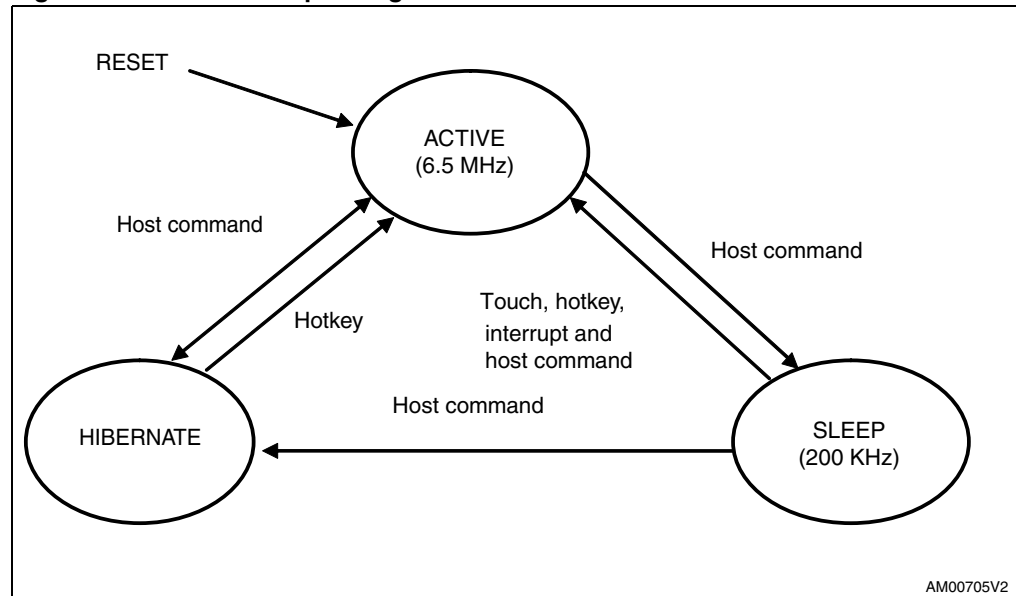 RESET
ACTIVE
(6.5 MHz)
Host command
Host command
Touch, hotkey,
interrupt and
host command
Hotkey
Host command
HIBERNATE
SLEEP
(200 KHz)
AM00705V2